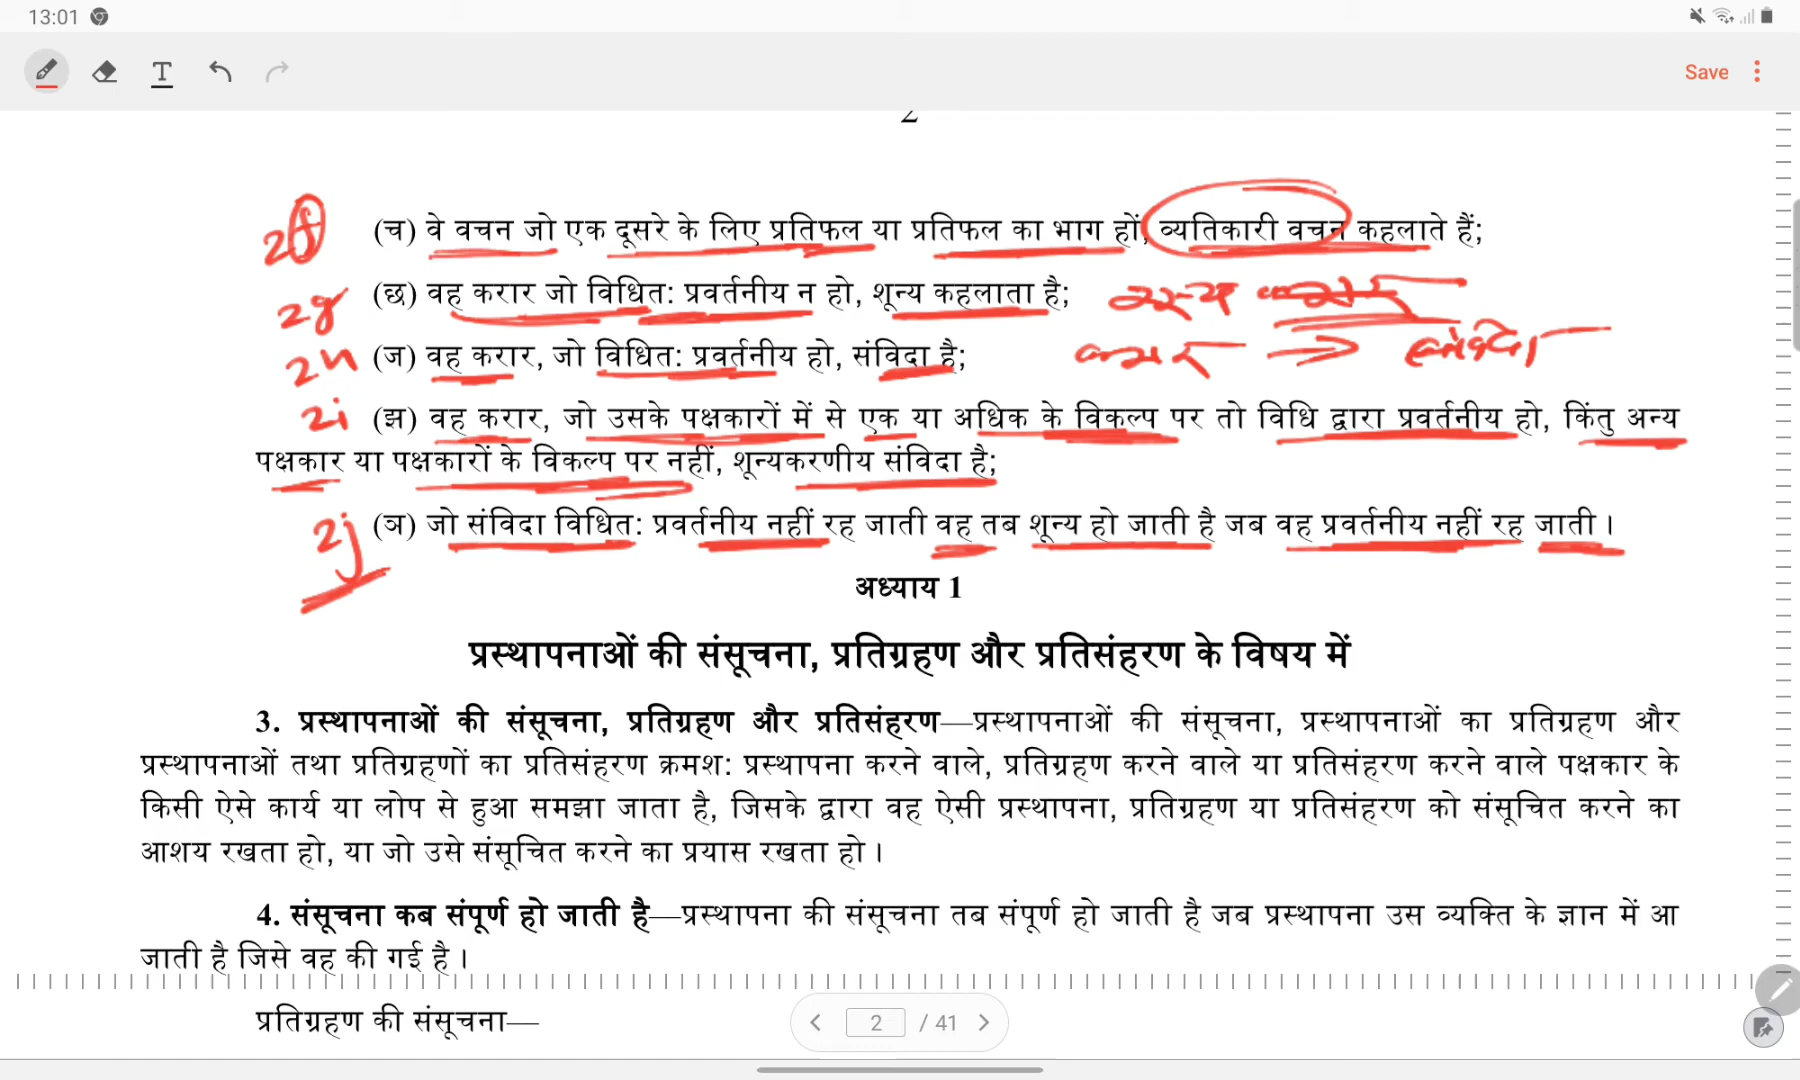 13:01
Save
2
2f (च) वे वचन जो एक दूसरे के लिए प्रतिफल या प्रतिफल का भाग हों, व्यतिकारी वचन कहलाते हैं;
2g (छ) वह करार जो विधित: प्रवर्तनीय न हो, शून्य कहलाता है;
2h (ज) वह करार, जो विधित: प्रवर्तनीय हो, संविदा है; करार ⇒ संविदा
2i (झ) वह करार, जो उसके पक्षकारों में से एक या अधिक के विकल्प पर तो विधि द्वारा प्रवर्तनीय हो, किंतु अन्य
पक्षकार या पक्षकारों के विकल्प पर नहीं, शून्यकरणीय संविदा है;
2j (ञ) जो संविदा विधित: प्रवर्तनीय नहीं रह जाती वह तब शून्य हो जाती है जब वह प्रवर्तनीय नहीं रह जाती।
अध्याय 1
प्रस्थापनाओं की संसूचना, प्रतिग्रहण और प्रतिसंहरण के विषय में
3. प्रस्थापनाओं की संसूचना, प्रतिग्रहण और प्रतिसंहरण—प्रस्थापनाओं की संसूचना, प्रस्थापनाओं का प्रतिग्रहण और
प्रस्थापनाओं तथा प्रतिग्रहणों का प्रतिसंहरण क्रमश: प्रस्थापना करने वाले, प्रतिग्रहण करने वाले या प्रतिसंहरण करने वाले पक्षकार के
किसी ऐसे कार्य या लोप से हुआ समझा जाता है, जिसके द्वारा वह ऐसी प्रस्थापना, प्रतिग्रहण या प्रतिसंहरण को संसूचित करने का
आशय रखता हो, या जो उसे संसूचित करने का प्रयास रखता हो।
4. संसूचना कब संपूर्ण हो जाती है—प्रस्थापना की संसूचना तब संपूर्ण हो जाती है जब प्रस्थापना उस व्यक्ति के ज्ञान में आ
जाती है जिसे वह की गई है।
प्रतिग्रहण की संसूचना—
2 / 41